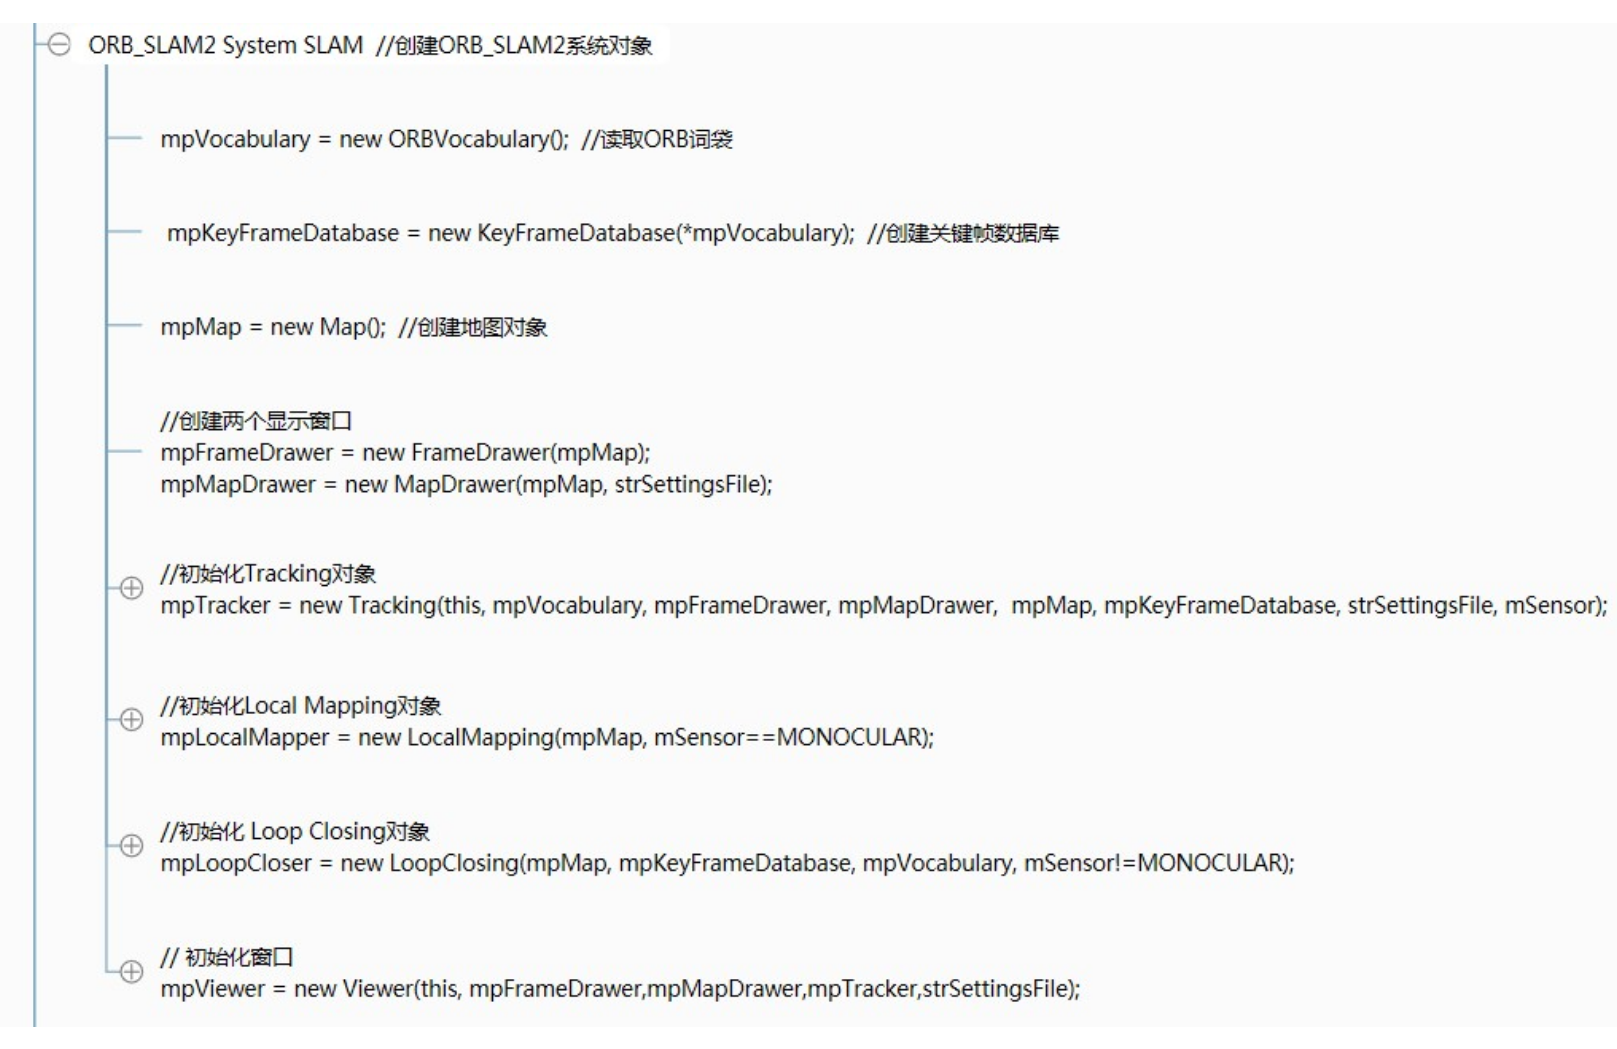 ORB_SLAM2 System SLAM //创建ORB_SLAM2系统对象
mpVocabulary = new ORBVocabulary(); //读取ORB词袋
mpKeyFrameDatabase = new KeyFrameDatabase(*mpVocabulary); //创建关键帧数据库
mpMap = new Map(); //创建地图对象
//创建两个显示窗口
mpFrameDrawer = new FrameDrawer(mpMap);
mpMapDrawer = new MapDrawer(mpMap, strSettingsFile);
//初始化Tracking对象
mpTracker = new Tracking(this, mpVocabulary, mpFrameDrawer, mpMapDrawer, mpMap, mpKeyFrameDatabase, strSettingsFile, mSensor);
//初始化Local Mapping对象
mpLocalMapper = new LocalMapping(mpMap, mSensor==MONOCULAR);
//初始化 Loop Closing对象
mpLoopCloser = new LoopClosing(mpMap, mpKeyFrameDatabase, mpVocabulary, mSensor!=MONOCULAR);
// 初始化窗口
mpViewer = new Viewer(this, mpFrameDrawer,mpMapDrawer,mpTracker,strSettingsFile);